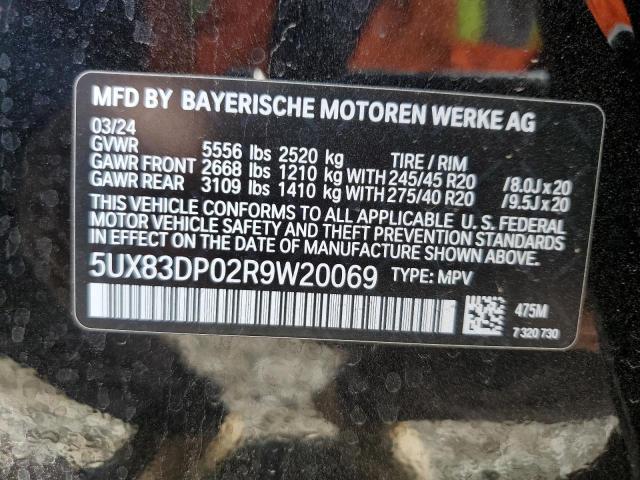 MFD BY BAYERISCHE MOTOREN WERKE AG
03/24
GVWR 5556 lbs 2520 kg TIRE / RIM
GAWR FRONT 2668 lbs 1210 kg WITH 245/45 R20 /8.0J x 20
GAWR REAR 3109 lbs 1410 kg WITH 275/40 R20 /9.5J x 20
THIS VEHICLE CONFORMS TO ALL APPLICABLE U. S. FEDERAL
MOTOR VEHICLE SAFETY AND THEFT PREVENTION
STANDARDS IN EFFECT ON THE DATE OF MANUFACTURE SHOWN ABOVE.
5UX83DP02R9W20069 TYPE: MPV
475M
7 320 730